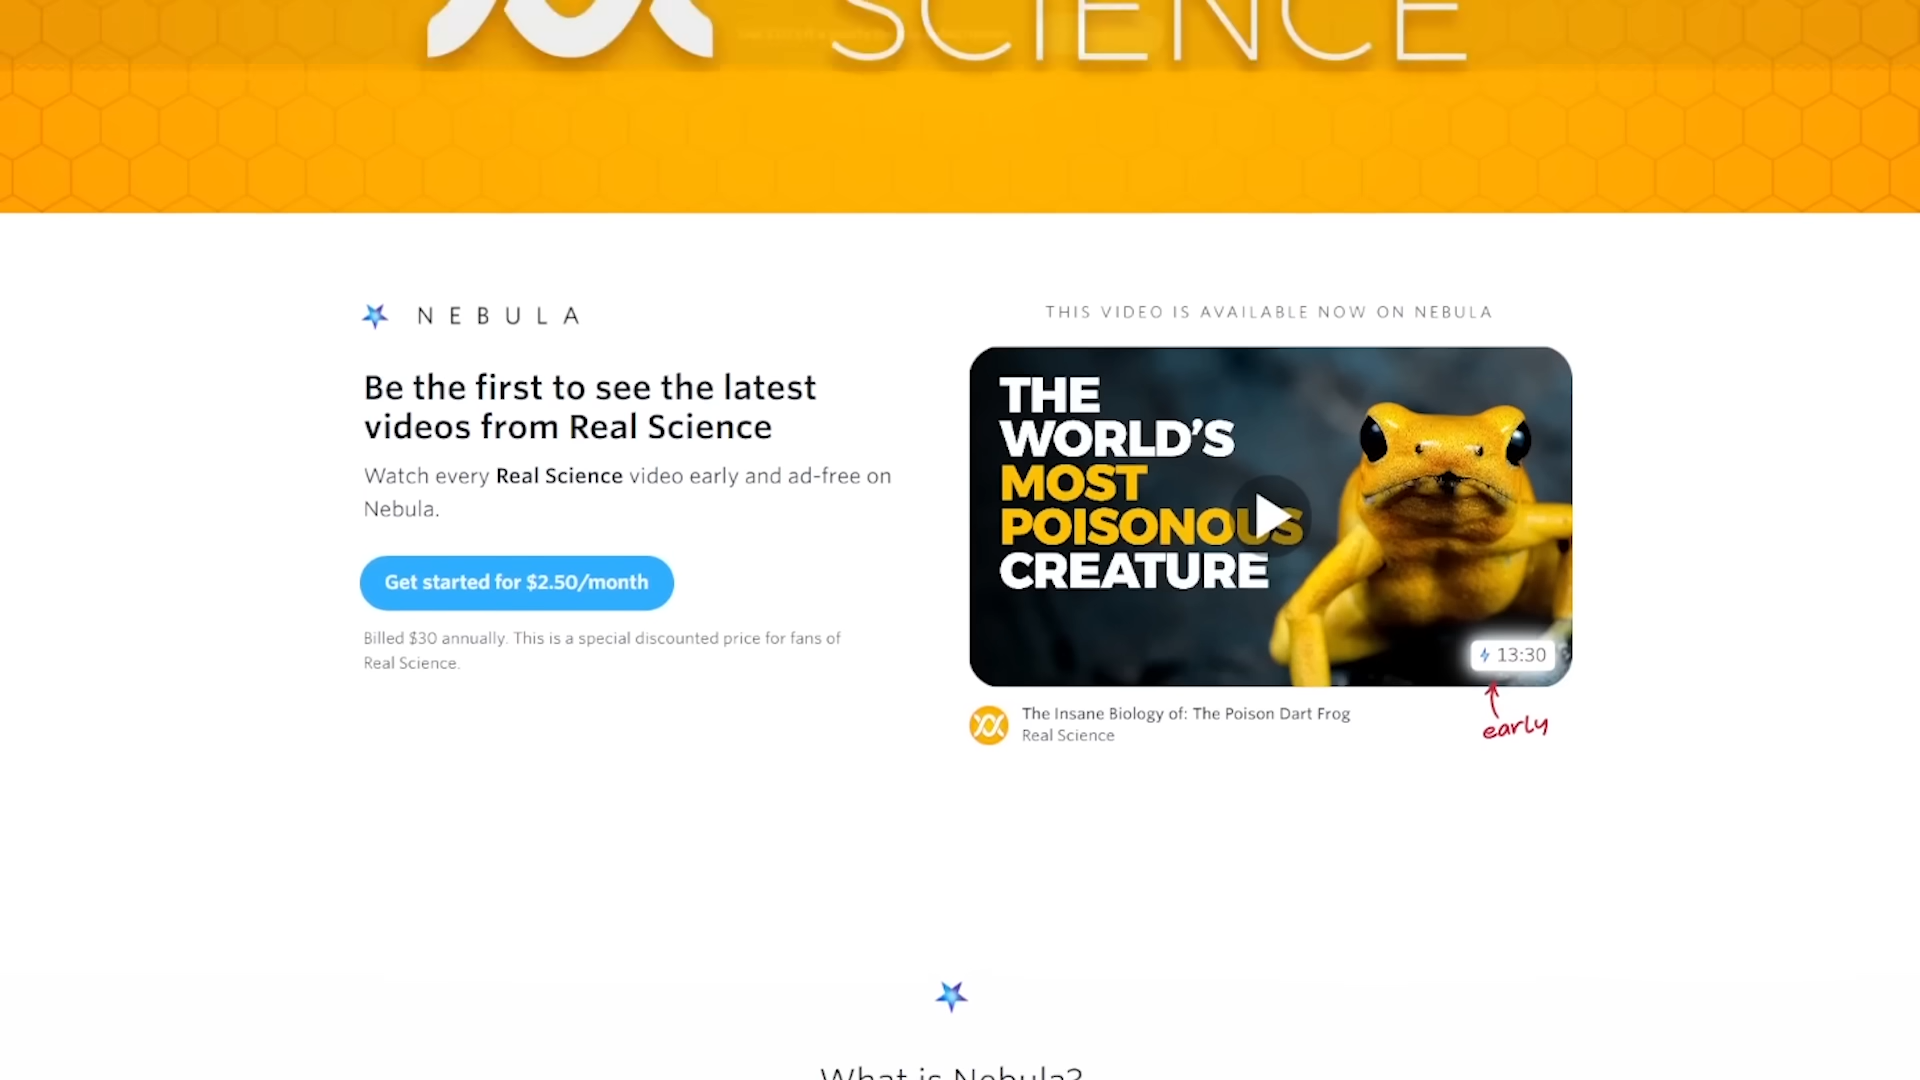 SCIENCE
NEBULA
Be the first to see the latest
videos from Real Science
Watch every Real Science video early and ad-free on
Nebula.
Get started for $2.50/month
Billed $30 annually. This is a special discounted price for fans of
Real Science.
THIS VIDEO IS AVAILABLE NOW ON NEBULA
THE
WORLD'S
MOST
POISONOUS
CREATURE
13:30
early
The Insane Biology of: The Poison Dart Frog
Real Science
What is Nebula?